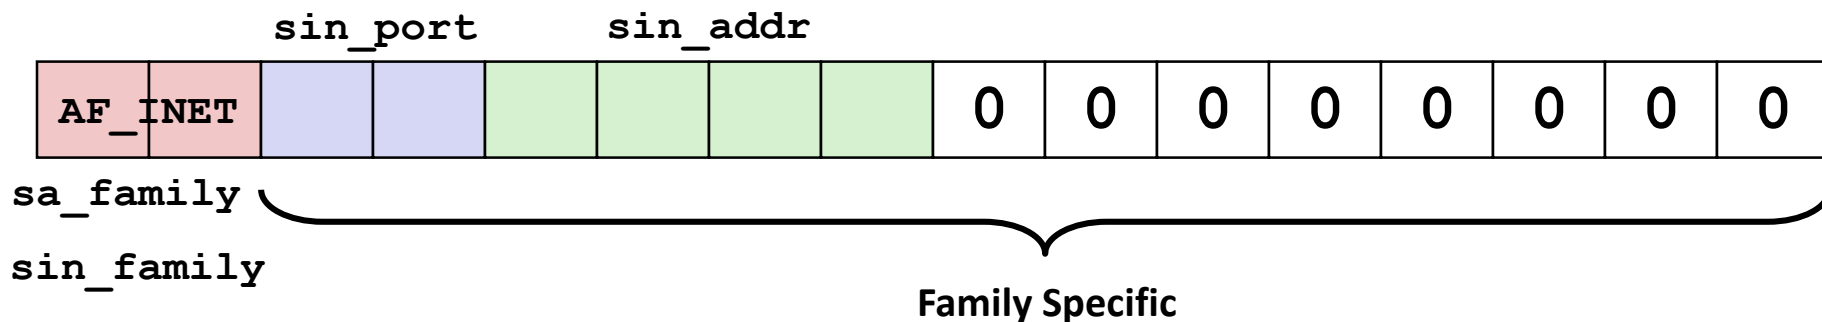 sin_port sin_addr
AF_INET 0 0 0 0 0 0 0 0
sa_family
sin_family
Family Specific